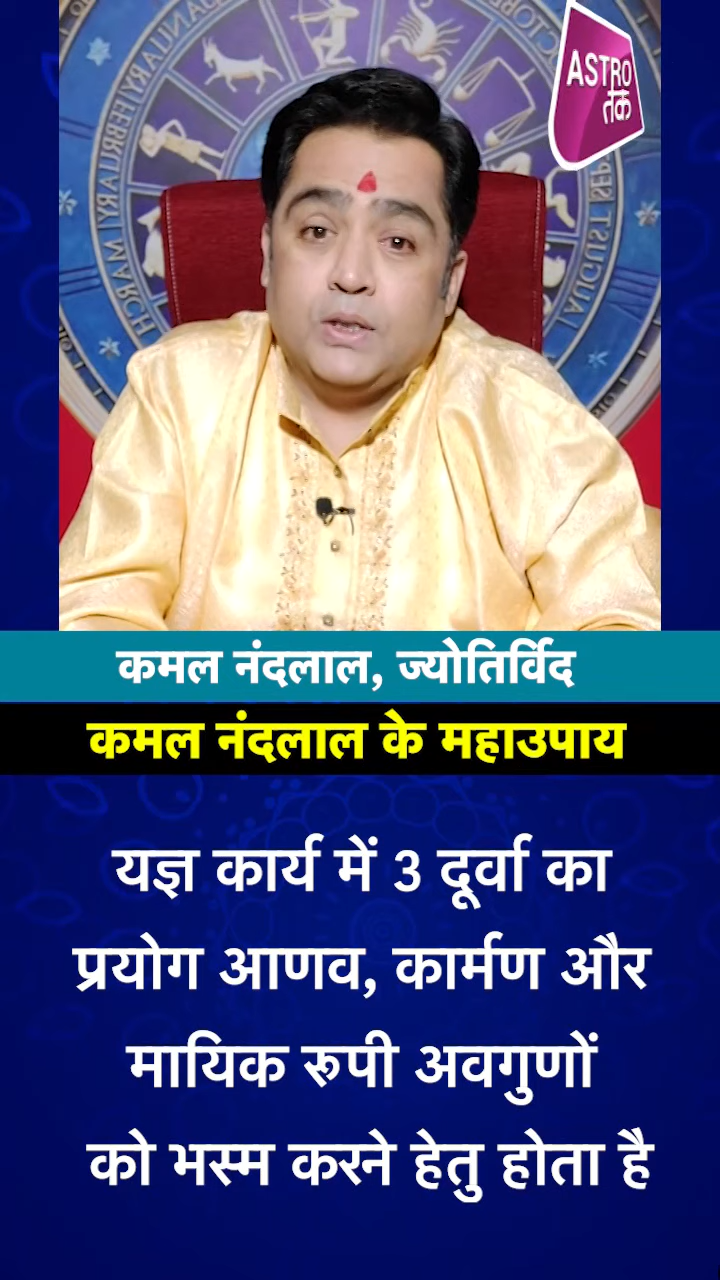 ASTRO
तक
कमल नंदलाल, ज्योतिर्विद
कमल नंदलाल के महाउपाय
यज्ञ कार्य में 3 दूर्वा का
प्रयोग आणव, कार्मण और
मायिक रूपी अवगुणों
को भस्म करने हेतु होता है